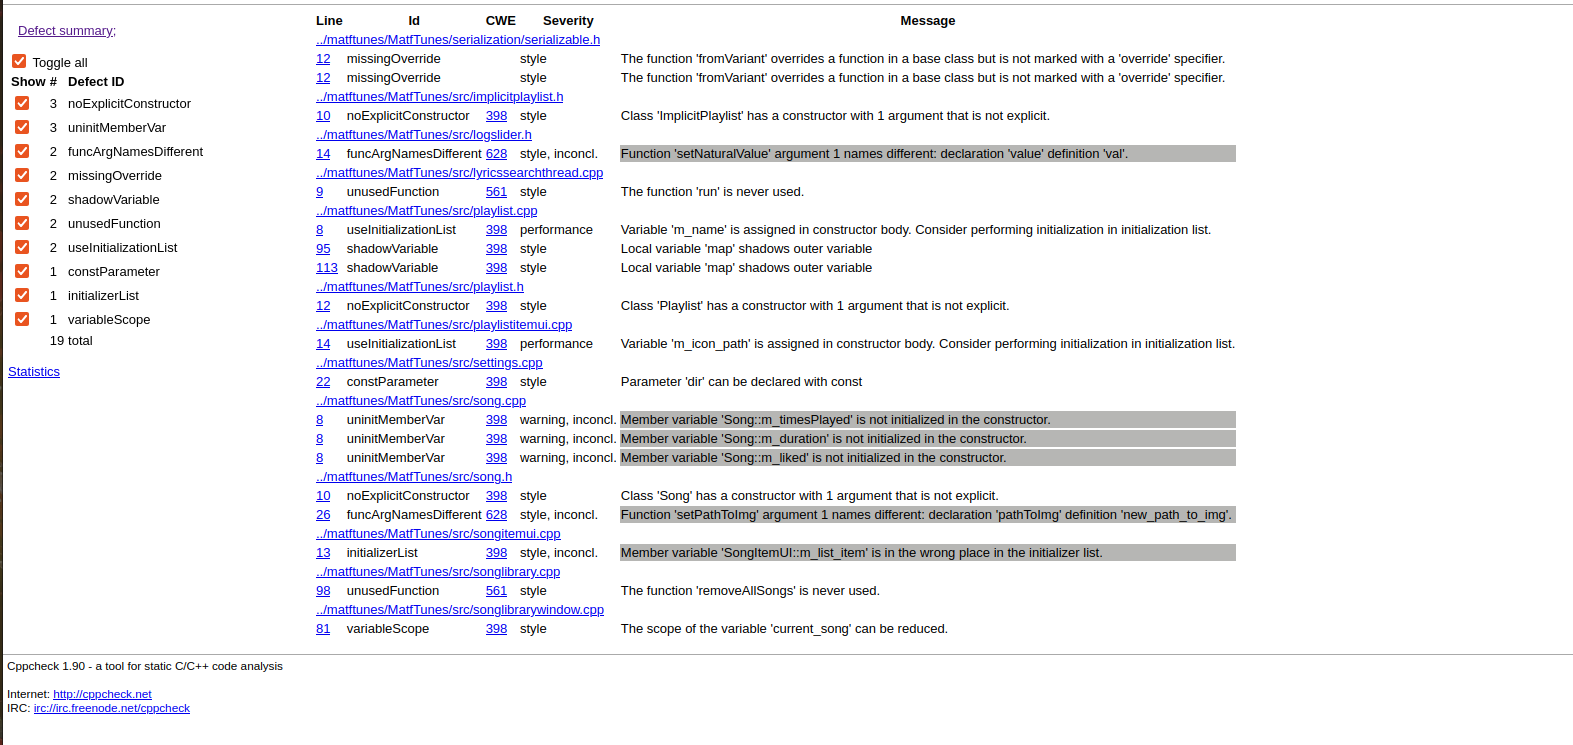 Defect summary;
Toggle all
Show # Defect ID
3 noExplicitConstructor
3 uninitMemberVar
2 funcArgNamesDifferent
2 missingOverride
2 shadowVariable
2 unusedFunction
2 useInitializationList
1 constParameter
1 initializerList
1 variableScope
19 total
Statistics
Line Id CWE Severity Message
../matftunes/MatfTunes/serialization/serializable.h
12 missingOverride style The function 'fromVariant' overrides a function in a base class but is not marked with a 'override' specifier.
12 missingOverride style The function 'fromVariant' overrides a function in a base class but is not marked with a 'override' specifier.
../matftunes/MatfTunes/src/implicitplaylist.h
10 noExplicitConstructor 398 style Class 'ImplicitPlaylist' has a constructor with 1 argument that is not explicit.
../matftunes/MatfTunes/src/logslider.h
14 funcArgNamesDifferent 628 style, inconcl. Function 'setNaturalValue' argument 1 names different: declaration 'value' definition 'val'.
../matftunes/MatfTunes/src/lyricssearchthread.cpp
9 unusedFunction 561 style The function 'run' is never used.
../matftunes/MatfTunes/src/playlist.cpp
8 useInitializationList 398 performance Variable 'm_name' is assigned in constructor body. Consider performing initialization in initialization list.
95 shadowVariable 398 style Local variable 'map' shadows outer variable
113 shadowVariable 398 style Local variable 'map' shadows outer variable
../matftunes/MatfTunes/src/playlist.h
12 noExplicitConstructor 398 style Class 'Playlist' has a constructor with 1 argument that is not explicit.
../matftunes/MatfTunes/src/playlistitemui.cpp
14 useInitializationList 398 performance Variable 'm_icon_path' is assigned in constructor body. Consider performing initialization in initialization list.
../matftunes/MatfTunes/src/settings.cpp
22 constParameter 398 style Parameter 'dir' can be declared with const
../matftunes/MatfTunes/src/song.cpp
8 uninitMemberVar 398 warning, inconcl. Member variable 'Song::m_timesPlayed' is not initialized in the constructor.
8 uninitMemberVar 398 warning, inconcl. Member variable 'Song::m_duration' is not initialized in the constructor.
8 uninitMemberVar 398 warning, inconcl. Member variable 'Song::m_liked' is not initialized in the constructor.
../matftunes/MatfTunes/src/song.h
10 noExplicitConstructor 398 style Class 'Song' has a constructor with 1 argument that is not explicit.
26 funcArgNamesDifferent 628 style, inconcl. Function 'setPathToImg' argument 1 names different: declaration 'pathToImg' definition 'new_path_to_img'.
../matftunes/MatfTunes/src/songitemui.cpp
13 initializerList 398 style, inconcl. Member variable 'SongItemUI::m_list_item' is in the wrong place in the initializer list.
../matftunes/MatfTunes/src/songlibrary.cpp
98 unusedFunction 561 style The function 'removeAllSongs' is never used.
../matftunes/MatfTunes/src/songlibrarywindow.cpp
81 variableScope 398 style The scope of the variable 'current_song' can be reduced.
Cppcheck 1.90 - a tool for static C/C++ code analysis
Internet: http://cppcheck.net
IRC: irc://irc.freenode.net/cppcheck